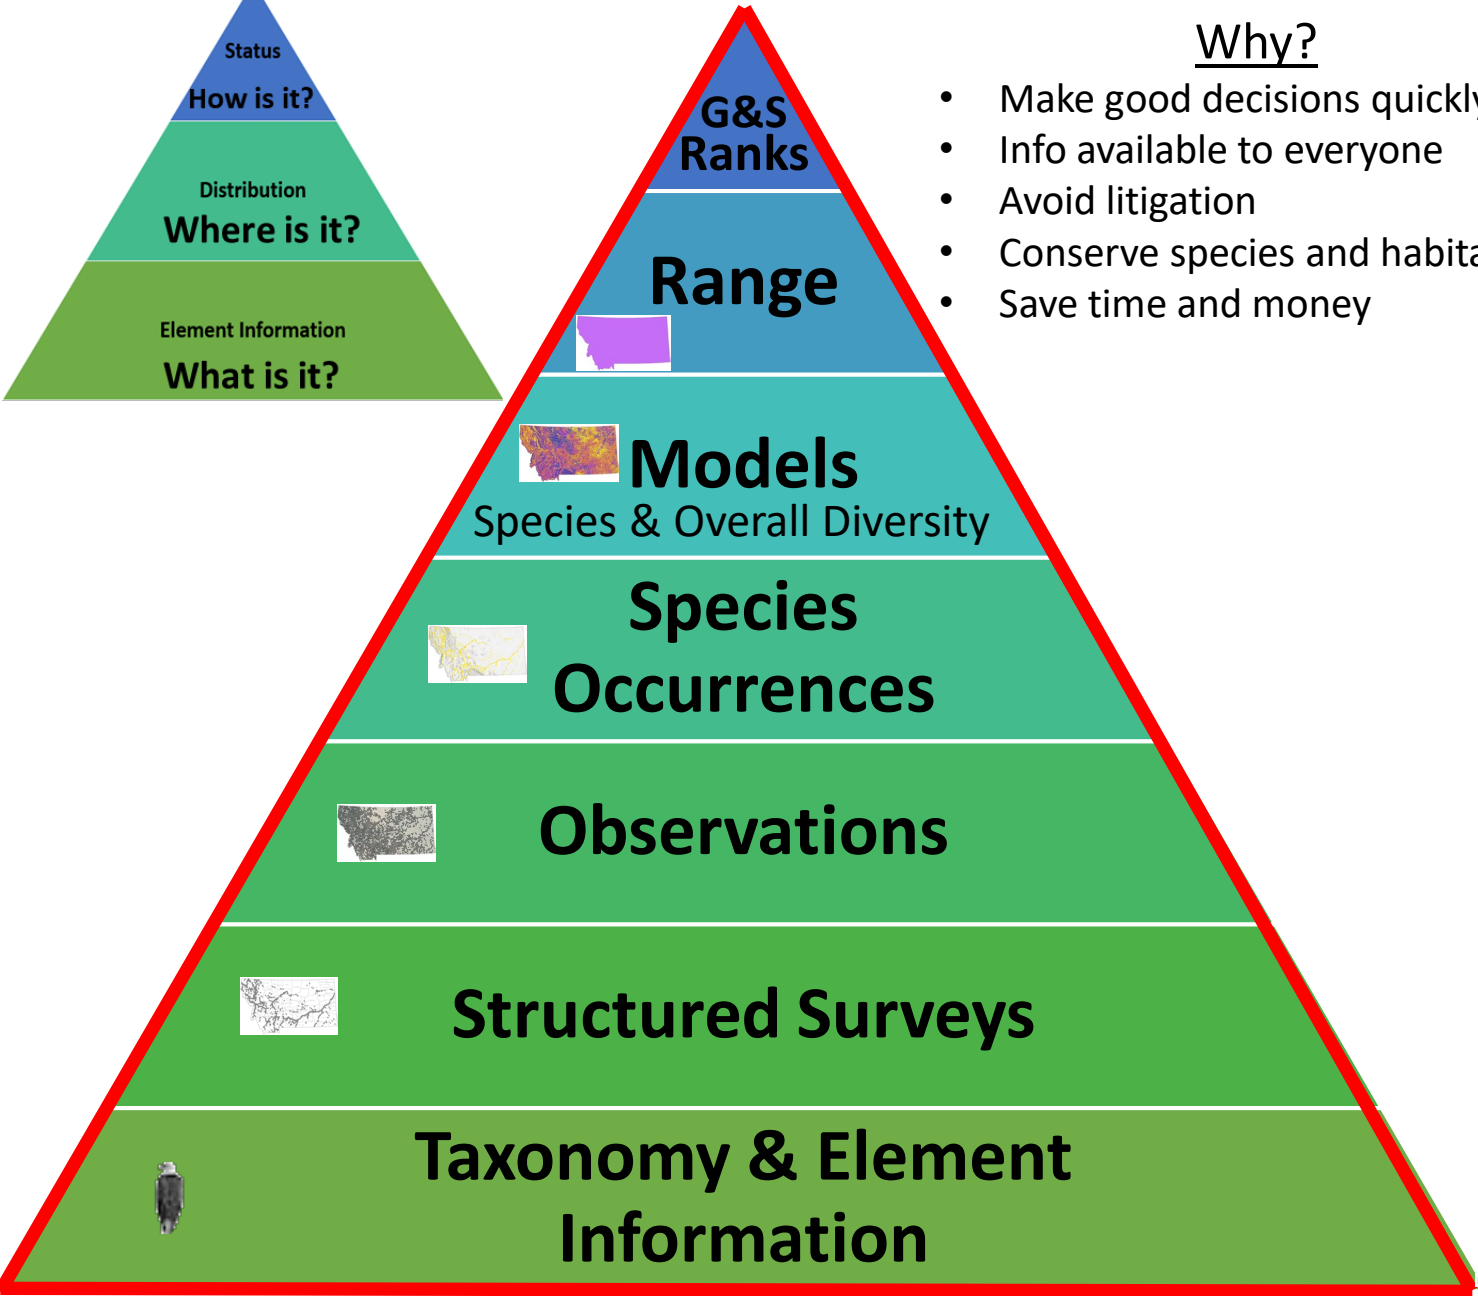 Status
How is it?
Distribution
Where is it?
Element Information
What is it?
G&S
Ranks
Range
Models
Species & Overall Diversity
Species
Occurrences
Observations
Structured Surveys
Taxonomy & Element
Information
Why?
• Make good decisions quickly
• Info available to everyone
• Avoid litigation
• Conserve species and habita
• Save time and money